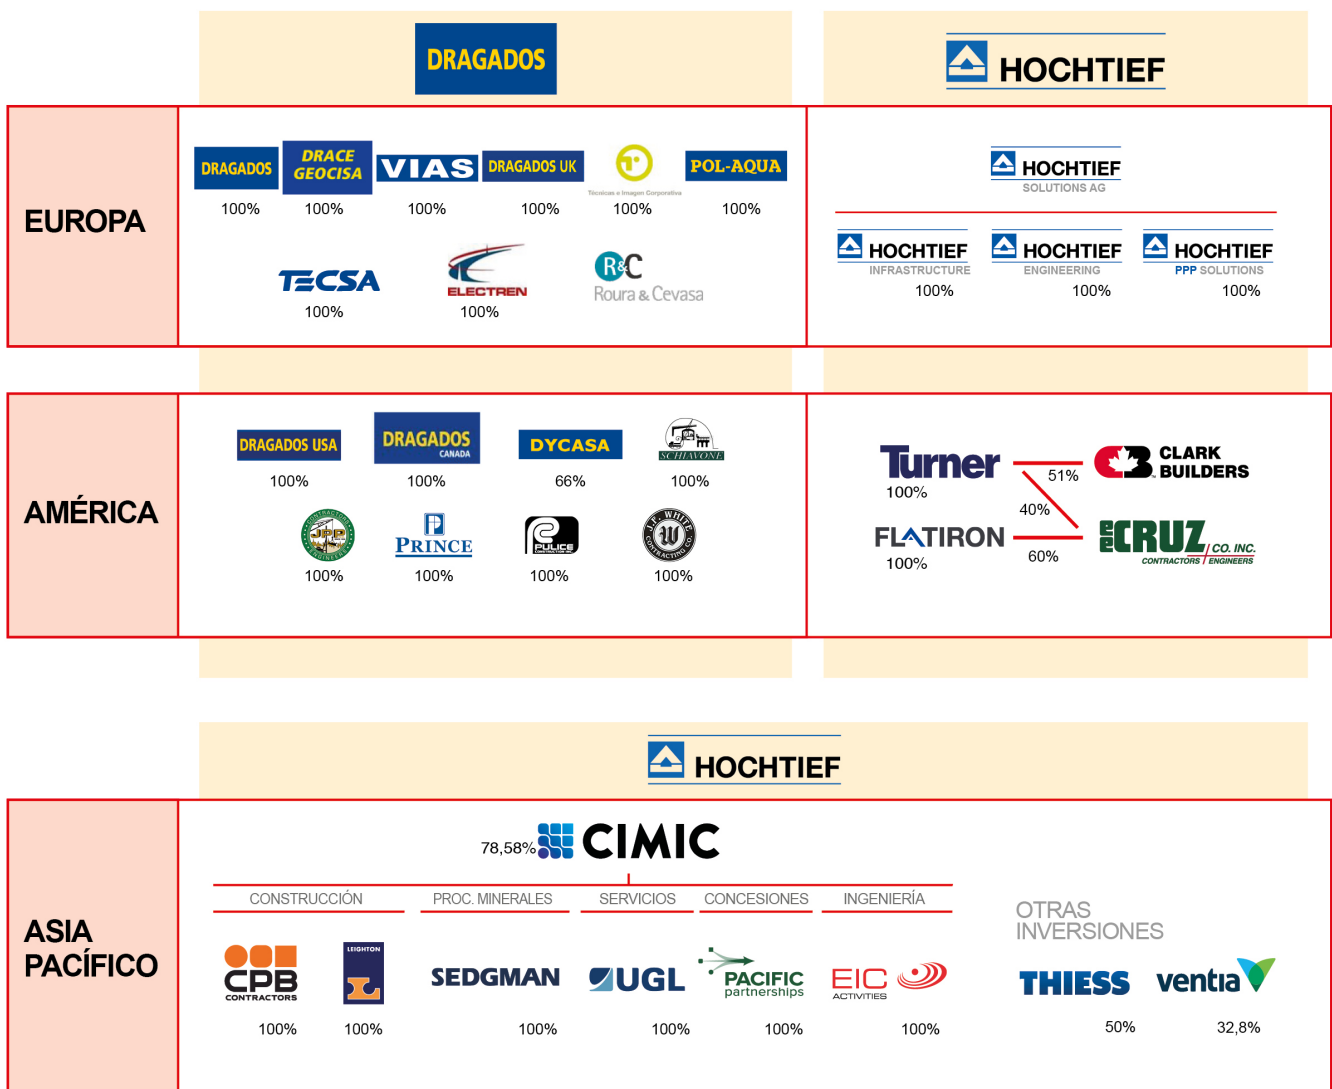 DRAGADOS
HOCHTIEF
EUROPA
DRAGADOS
DRACE
GEOCISA
VIAS
DRAGADOS UK
Técnicas e Imagen Corporativa
POL-AQUA
100%
100%
100%
100%
100%
100%
TECSA
ELECTREN
R&C
Roura & Cevasa
100%
100%
HOCHTIEF
SOLUTIONS AG
HOCHTIEF
INFRASTRUCTURE
HOCHTIEF
ENGINEERING
HOCHTIEF
PPP SOLUTIONS
100%
100%
100%
AMÉRICA
DRAGADOS USA
DRAGADOS
CANADA
DYCASA
SCHIAVONE
100%
100%
66%
100%
CONTRACTORS
JPP
ENGINEERS
PRINCE
PULICE
CONSTRUCTION INC.
J.F. WHITE
W
CONTRACTING CO.
100%
100%
100%
100%
Turner
100%
51%
CLARK
BUILDERS
40%
FLATIRON
100%
60%
EE CRUZ
/ CO. INC.
CONTRACTORS / ENGINEERS
HOCHTIEF
ASIA
PACÍFICO
78,58%
CIMIC
CONSTRUCCIÓN
PROC. MINERALES
SERVICIOS
CONCESIONES
INGENIERÍA
CPB
CONTRACTORS
LEIGHTON
L
SEDGMAN
UGL
PACIFIC
partnerships
EIC
ACTIVITIES
100%
100%
100%
100%
100%
100%
OTRAS
INVERSIONES
THIESS
ventia
50%
32,8%